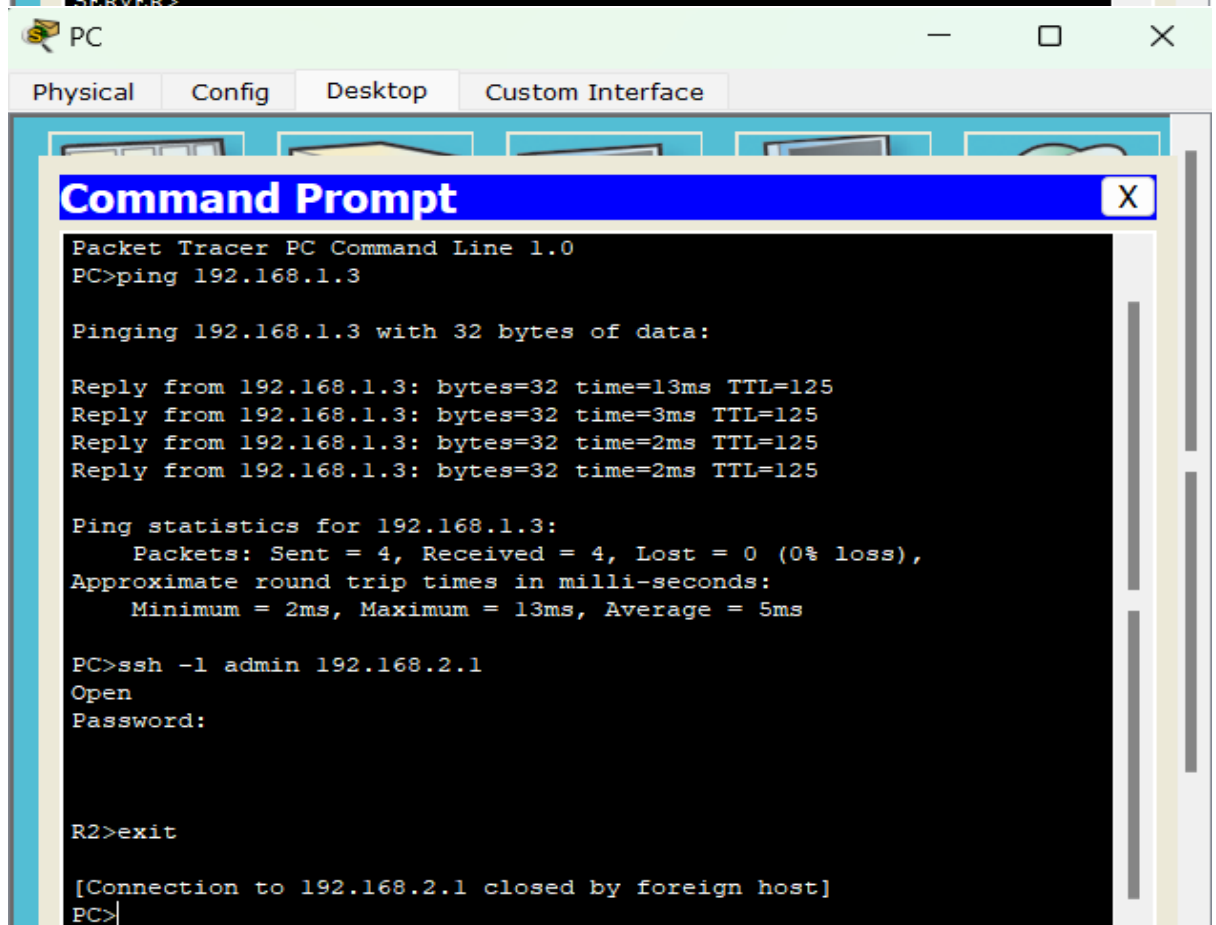 SERVER>
PC
Physical Config Desktop Custom Interface
Command Prompt X
Packet Tracer PC Command Line 1.0
PC>ping 192.168.1.3
Pinging 192.168.1.3 with 32 bytes of data:
Reply from 192.168.1.3: bytes=32 time=13ms TTL=125
Reply from 192.168.1.3: bytes=32 time=3ms TTL=125
Reply from 192.168.1.3: bytes=32 time=2ms TTL=125
Reply from 192.168.1.3: bytes=32 time=2ms TTL=125
Ping statistics for 192.168.1.3:
Packets: Sent = 4, Received = 4, Lost = 0 (0% loss),
Approximate round trip times in milli-seconds:
Minimum = 2ms, Maximum = 13ms, Average = 5ms
PC>ssh -l admin 192.168.2.1
Open
Password:
R2>exit
[Connection to 192.168.2.1 closed by foreign host]
PC>